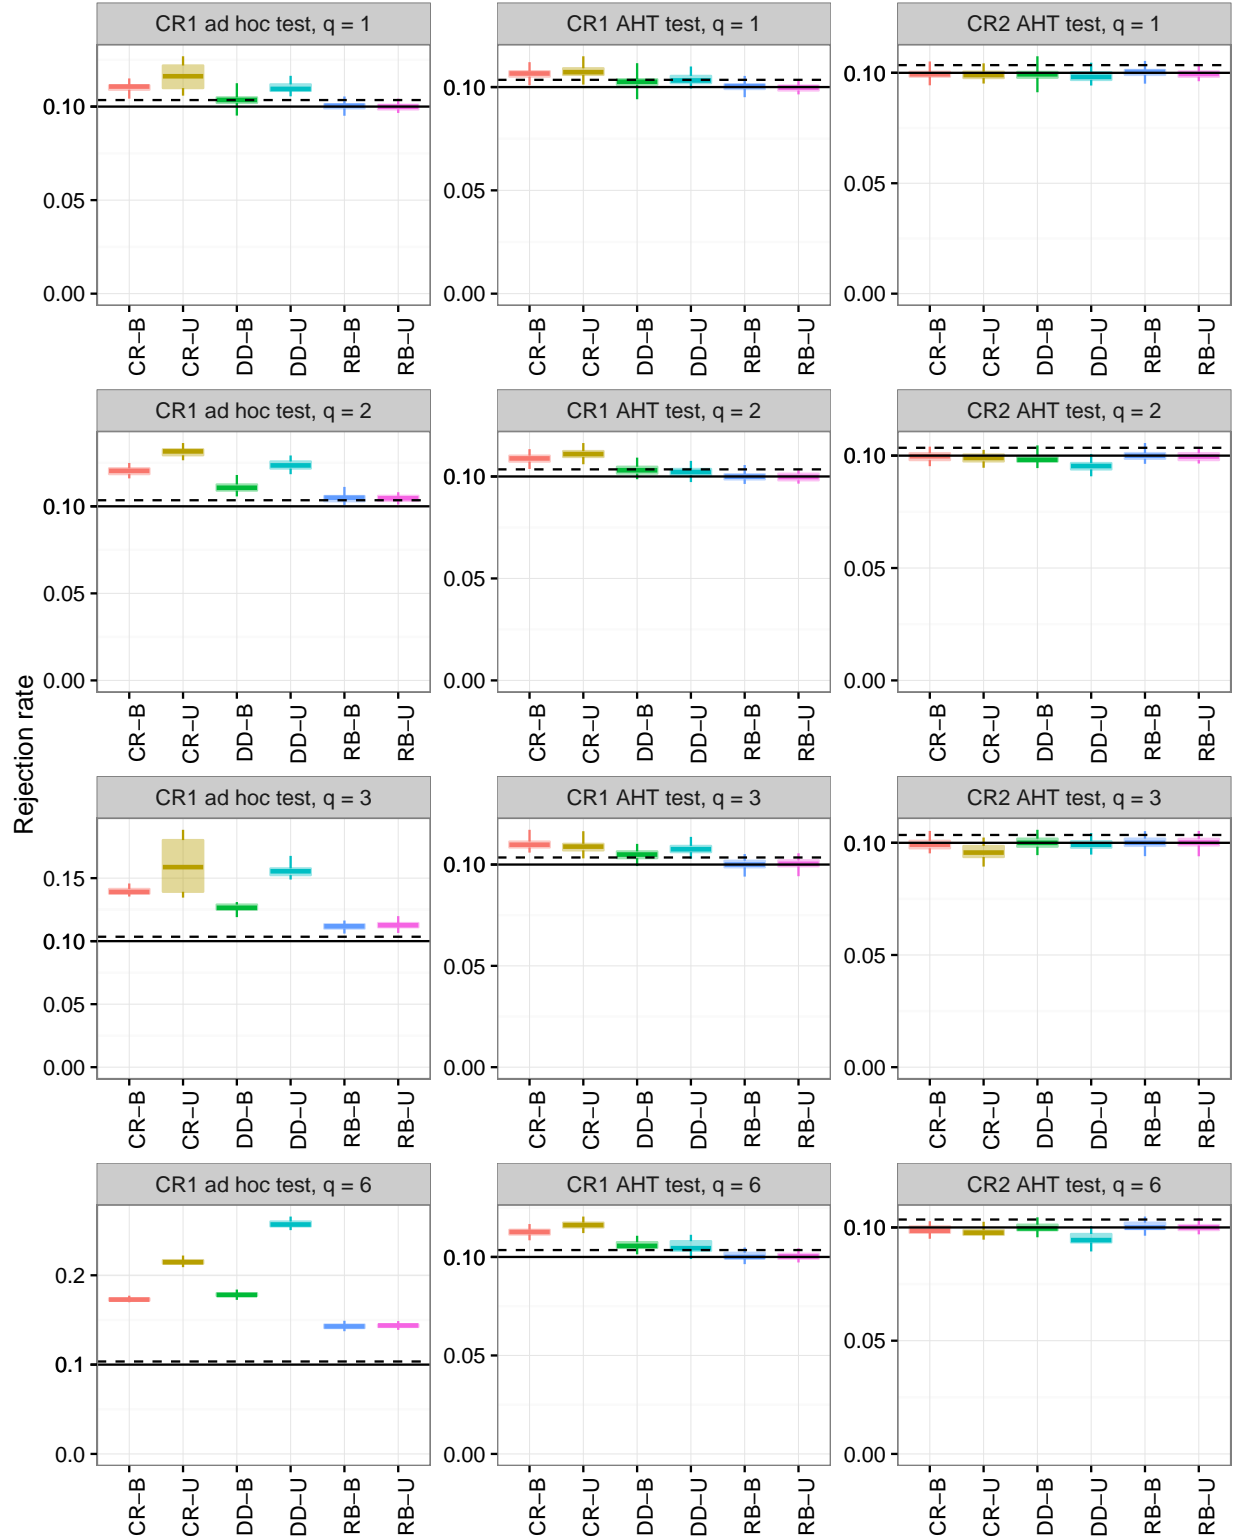 Rejection rate
CR1 ad hoc test, q = 1
CR1 AHT test, q = 1
CR2 AHT test, q = 1
0.10
0.05
0.00
0.10
0.05
0.00
0.10
0.05
0.00
CR−B CR−U DD−B DD−U RB−B RB−U
CR−B CR−U DD−B DD−U RB−B RB−U
CR−B CR−U DD−B DD−U RB−B RB−U
CR1 ad hoc test, q = 2
CR1 AHT test, q = 2
CR2 AHT test, q = 2
0.10
0.05
0.00
0.10
0.05
0.00
0.10
0.05
0.00
CR−B CR−U DD−B DD−U RB−B RB−U
CR−B CR−U DD−B DD−U RB−B RB−U
CR−B CR−U DD−B DD−U RB−B RB−U
CR1 ad hoc test, q = 3
CR1 AHT test, q = 3
CR2 AHT test, q = 3
0.15
0.10
0.05
0.00
0.10
0.05
0.00
0.10
0.05
0.00
CR−B CR−U DD−B DD−U RB−B RB−U
CR−B CR−U DD−B DD−U RB−B RB−U
CR−B CR−U DD−B DD−U RB−B RB−U
CR1 ad hoc test, q = 6
CR1 AHT test, q = 6
CR2 AHT test, q = 6
0.2
0.1
0.0
0.10
0.05
0.00
0.10
0.05
0.00
CR−B CR−U DD−B DD−U RB−B RB−U
CR−B CR−U DD−B DD−U RB−B RB−U
CR−B CR−U DD−B DD−U RB−B RB−U